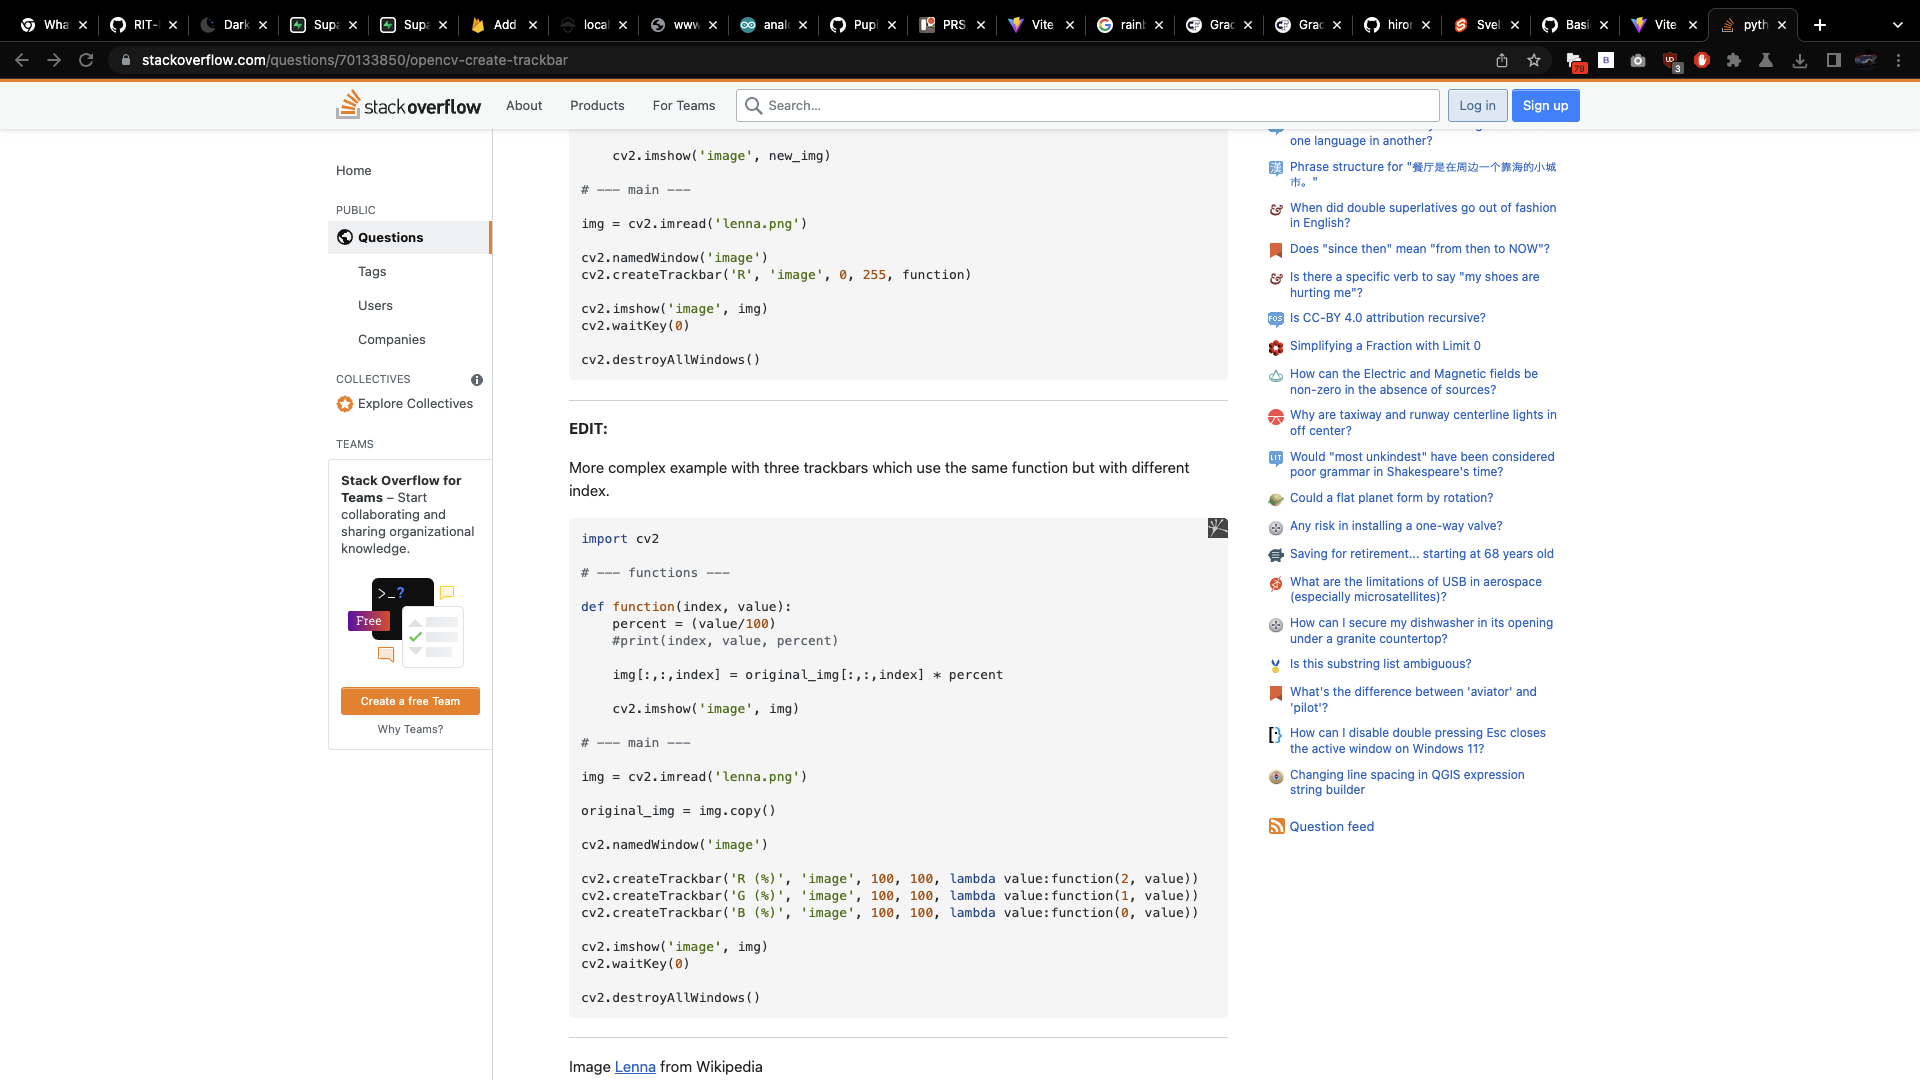 Wha
RIT-
Dark
Supa
Supa
Add
local
www
anal
Pupi
PRS
Vite
rainb
Grac
Grac
hiror
Svel
Basi
Vite
pyth
stackoverflow.com/questions/70133850/opencv-create-trackbar
79
B
3
stackoverflow
About
Products
For Teams
Search...
Log in
Sign up
Home
PUBLIC
Questions
Tags
Users
Companies
COLLECTIVES
Explore Collectives
TEAMS
Stack Overflow for
Teams – Start
collaborating and
sharing organizational
knowledge.
>_?
Free
Create a free Team
Why Teams?
cv2.imshow('image', new_img)
# --- main ---
img = cv2.imread('lenna.png')
cv2.namedWindow('image')
cv2.createTrackbar('R', 'image', 0, 255, function)
cv2.imshow('image', img)
cv2.waitKey(0)
cv2.destroyAllWindows()
EDIT:
More complex example with three trackbars which use the same function but with different
index.
import cv2
# --- functions ---
def function(index, value):
percent = (value/100)
#print(index, value, percent)
img[:,:,index] = original_img[:,:,index] * percent
cv2.imshow('image', img)
# --- main ---
img = cv2.imread('lenna.png')
original_img = img.copy()
cv2.namedWindow('image')
cv2.createTrackbar('R (%)', 'image', 100, 100, lambda value:function(2, value))
cv2.createTrackbar('G (%)', 'image', 100, 100, lambda value:function(1, value))
cv2.createTrackbar('B (%)', 'image', 100, 100, lambda value:function(0, value))
cv2.imshow('image', img)
cv2.waitKey(0)
cv2.destroyAllWindows()
Image Lenna from Wikipedia
one language in another?
Phrase structure for "餐厅是在周边一个靠海的小城
市。"
When did double superlatives go out of fashion
in English?
Does "since then" mean "from then to NOW"?
Is there a specific verb to say "my shoes are
hurting me"?
Is CC-BY 4.0 attribution recursive?
Simplifying a Fraction with Limit 0
How can the Electric and Magnetic fields be
non-zero in the absence of sources?
Why are taxiway and runway centerline lights in
off center?
Would "most unkindest" have been considered
poor grammar in Shakespeare's time?
Could a flat planet form by rotation?
Any risk in installing a one-way valve?
Saving for retirement... starting at 68 years old
What are the limitations of USB in aerospace
(especially microsatellites)?
How can I secure my dishwasher in its opening
under a granite countertop?
Is this substring list ambiguous?
What's the difference between 'aviator' and
'pilot'?
How can I disable double pressing Esc closes
the active window on Windows 11?
Changing line spacing in QGIS expression
string builder
Question feed